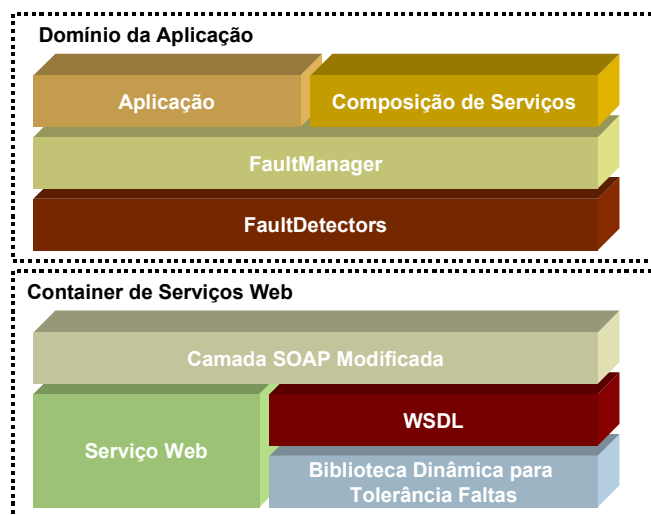 Domínio da Aplicação
Aplicação
Composição de Serviços
FaultManager
FaultDetectors
Container de Serviços Web
Camada SOAP Modificada
WSDL
Serviço Web
Biblioteca Dinâmica para
Tolerância Faltas